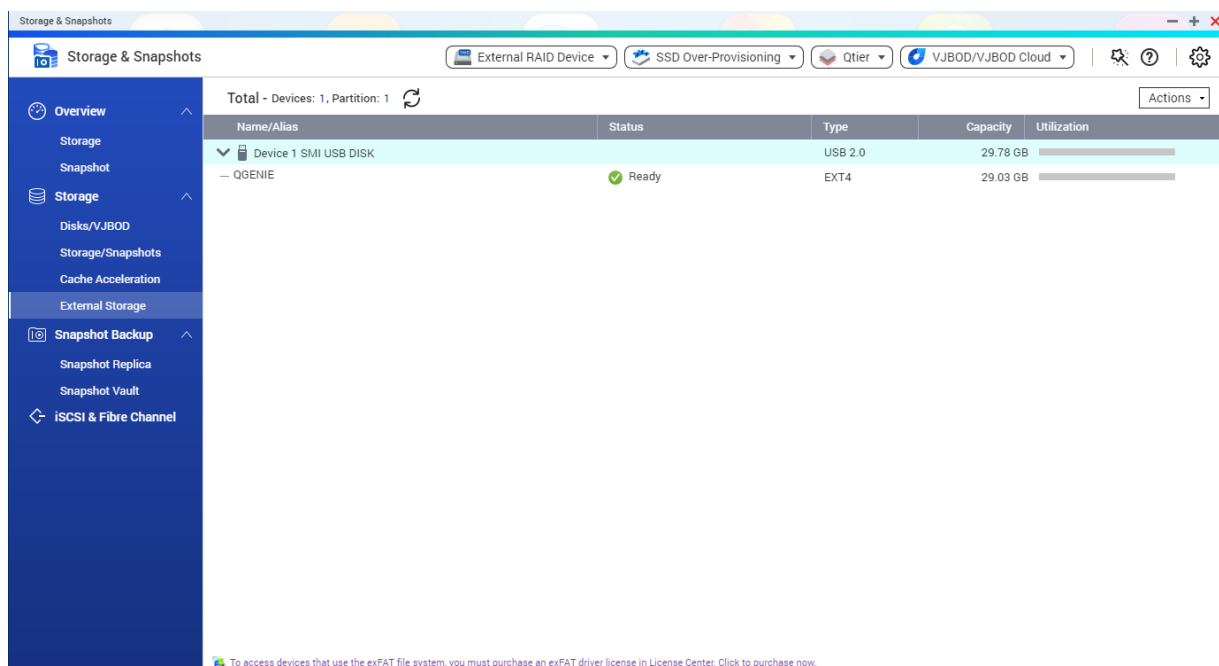 Storage & Snapshots
Storage & Snapshots
External RAID Device
SSD Over-Provisioning
Qtier
VJBOD/VJBOD Cloud
Overview
Storage
Snapshot
Storage
Disks/VJBOD
Storage/Snapshots
Cache Acceleration
External Storage
Snapshot Backup
Snapshot Replica
Snapshot Vault
iSCSI & Fibre Channel
Total - Devices: 1, Partition: 1
Actions
Name/Alias Status Type Capacity Utilization
Device 1 SMI USB DISK USB 2.0 29.78 GB
QGENIE Ready EXT4 29.03 GB
To access devices that use the exFAT file system, you must purchase an exFAT driver license in License Center. Click to purchase now.